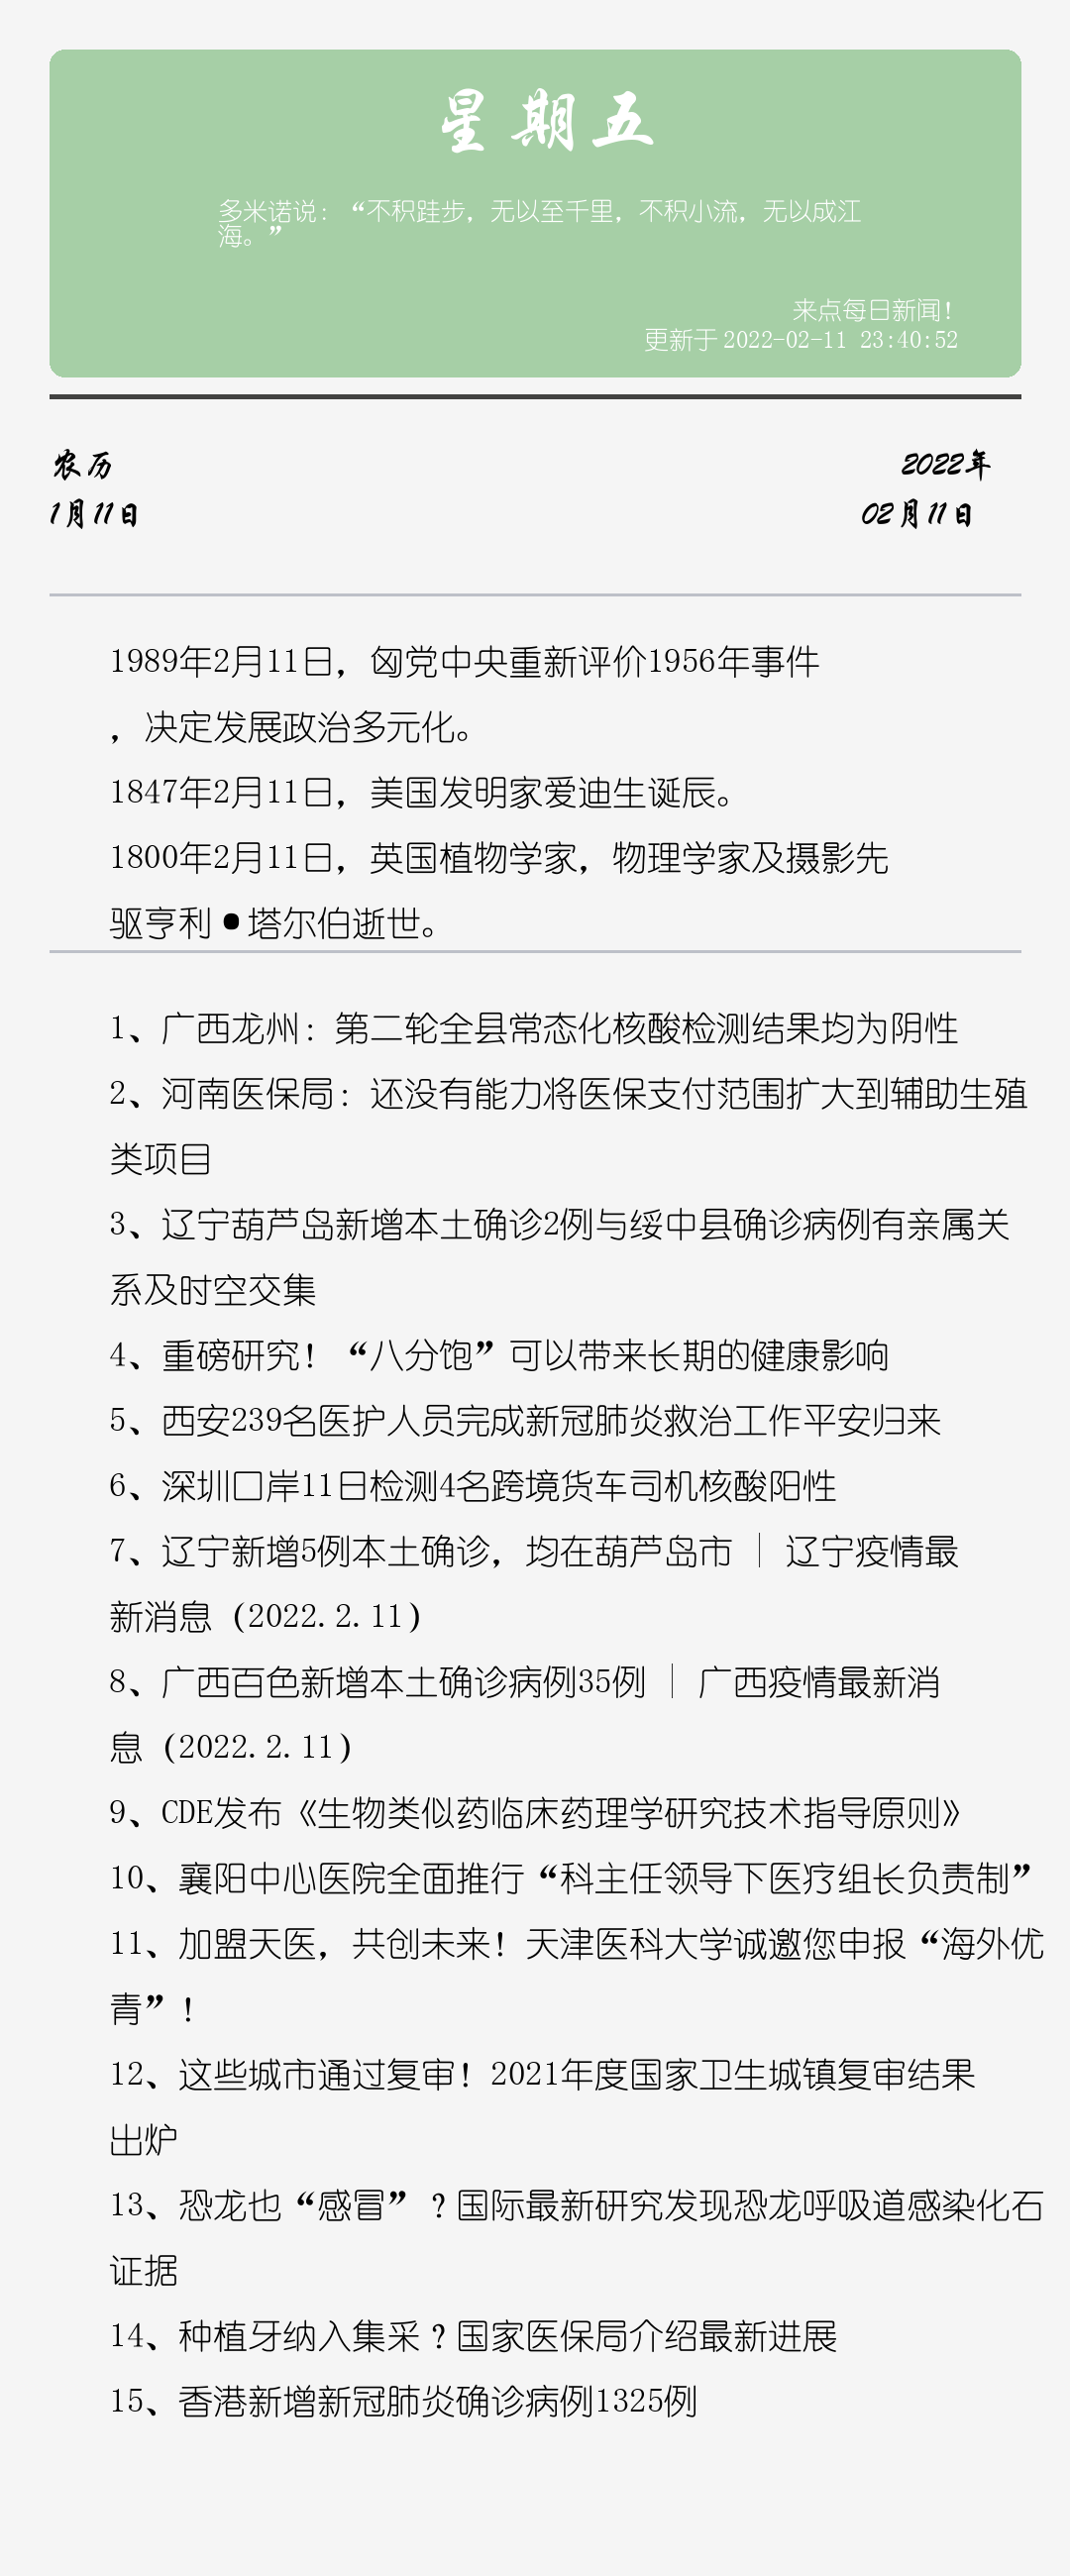 星期五
多米诺说：“不积跬步，无以至千里，不积小流，无以成江
海。”
来点每日新闻！
更新于 2022-02-11 23:40:52
农历
2022年
1月11日
02月11日
1989年2月11日，匈党中央重新评价1956年事件
，决定发展政治多元化。
1847年2月11日，美国发明家爱迪生诞辰。
1800年2月11日，英国植物学家，物理学家及摄影先
驱亨利•塔尔伯逝世。
1、广西龙州：第二轮全县常态化核酸检测结果均为阴性
2、河南医保局：还没有能力将医保支付范围扩大到辅助生殖
类项目
3、辽宁葫芦岛新增本土确诊2例与绥中县确诊病例有亲属关
系及时空交集
4、重磅研究！“八分饱”可以带来长期的健康影响
5、西安239名医护人员完成新冠肺炎救治工作平安归来
6、深圳口岸11日检测4名跨境货车司机核酸阳性
7、辽宁新增5例本土确诊，均在葫芦岛市｜辽宁疫情最
新消息（2022.2.11）
8、广西百色新增本土确诊病例35例｜广西疫情最新消
息（2022.2.11）
9、CDE发布《生物类似药临床药理学研究技术指导原则》
10、襄阳中心医院全面推行“科主任领导下医疗组长负责制”
11、加盟天医，共创未来！天津医科大学诚邀您申报“海外优
青”！
12、这些城市通过复审！2021年度国家卫生城镇复审结果
出炉
13、恐龙也“感冒”？国际最新研究发现恐龙呼吸道感染化石
证据
14、种植牙纳入集采？国家医保局介绍最新进展
15、香港新增新冠肺炎确诊病例1325例